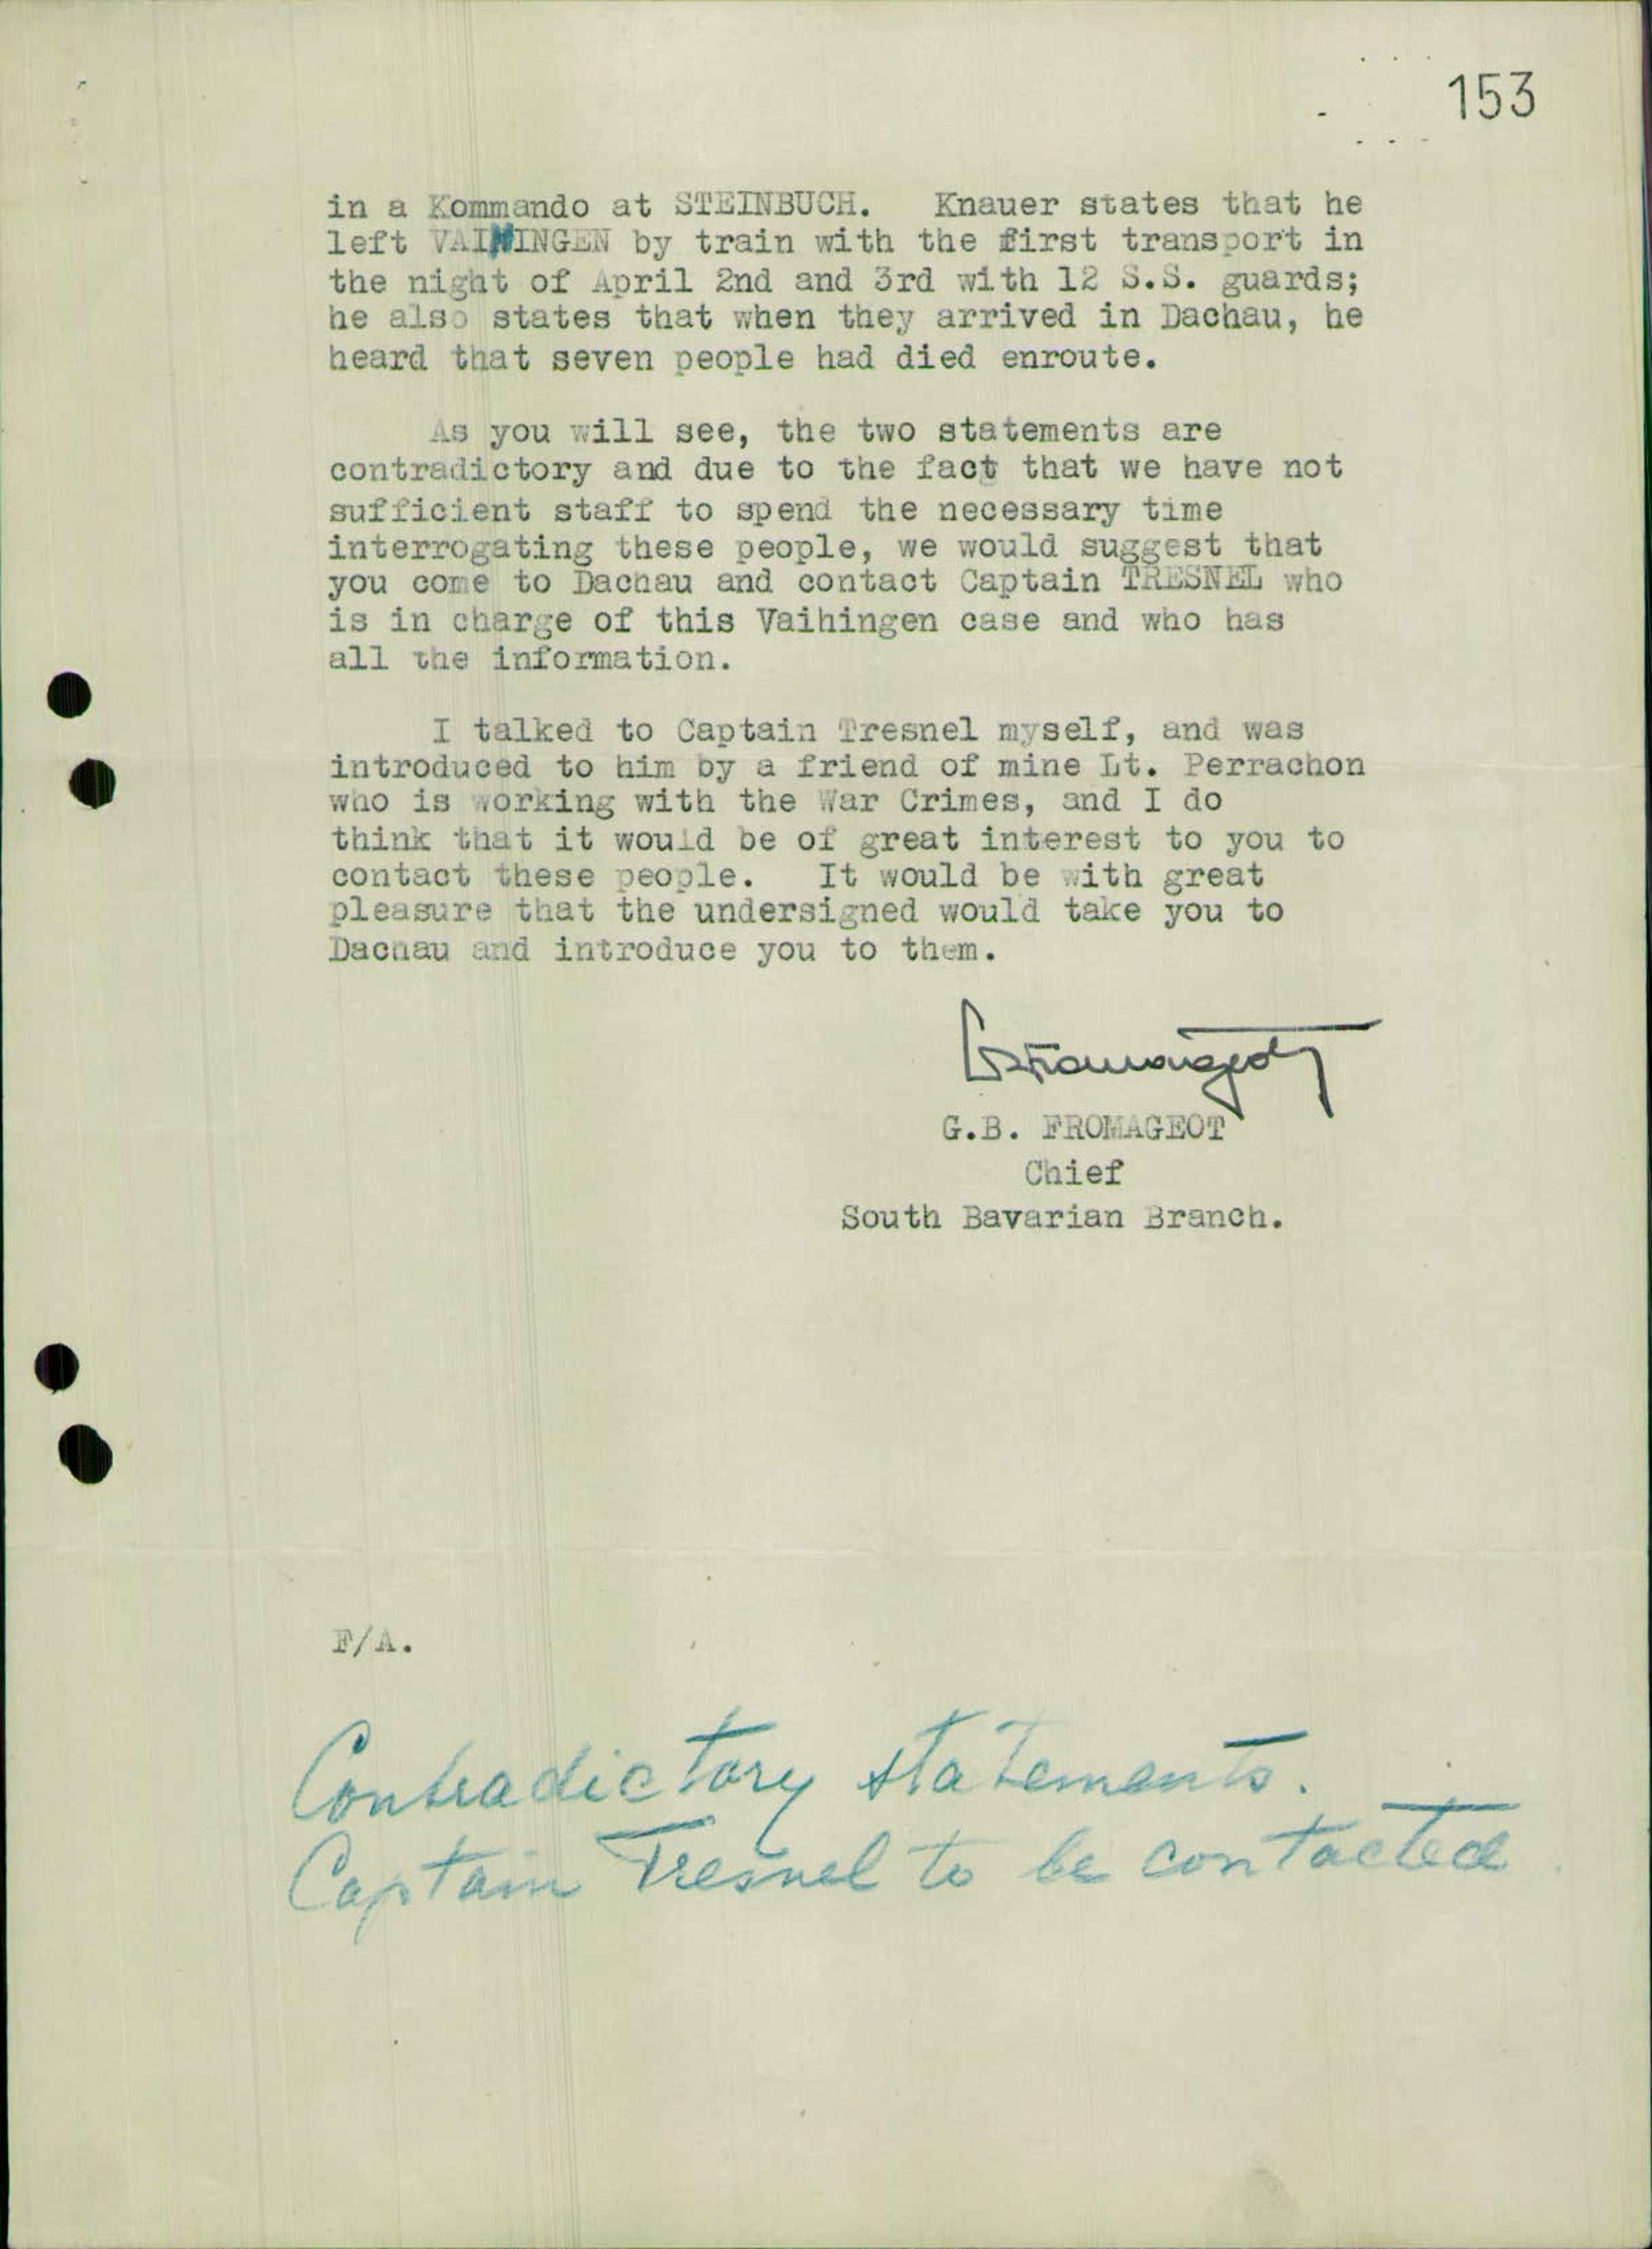 153
in a Kommando at STEINBUCH. Knauer states that he
left VAIHINGEN by train with the first transport in
the night of April 2nd and 3rd with 12 S.S. guards;
he also states that when they arrived in Dachau, he
heard that seven people had died enroute.
As you will see, the two statements are
contradictory and due to the fact that we have not
sufficient staff to spend the necessary time
interrogating these people, we would suggest that
you come to Dachau and contact Captain TRESNEL who
is in charge of this Vaihingen case and who has
all the information.
I talked to Captain Tresnel myself, and was
introduced to him by a friend of mine Lt. Perrachon
who is working with the War Crimes, and I do
think that it would be of great interest to you to
contact these people. It would be with great
pleasure that the undersigned would take you to
Dachau and introduce you to them.
GBFromageot
G.B. FROMAGEOT
Chief
South Bavarian Branch.
F/A.
Contradictory statements.
Captain Tresnel to be contacted